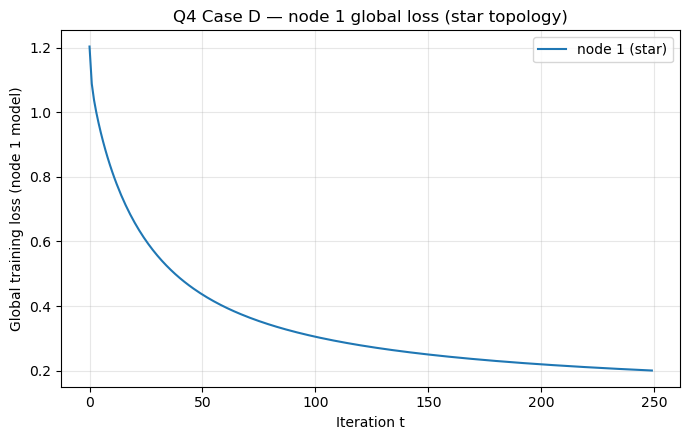 Q4 Case D — node 1 global loss (star topology)
node 1 (star)
Global training loss (node 1 model)
1.2
1.0
0.8
0.6
0.4
0.2
0 50 100 150 200 250
Iteration t